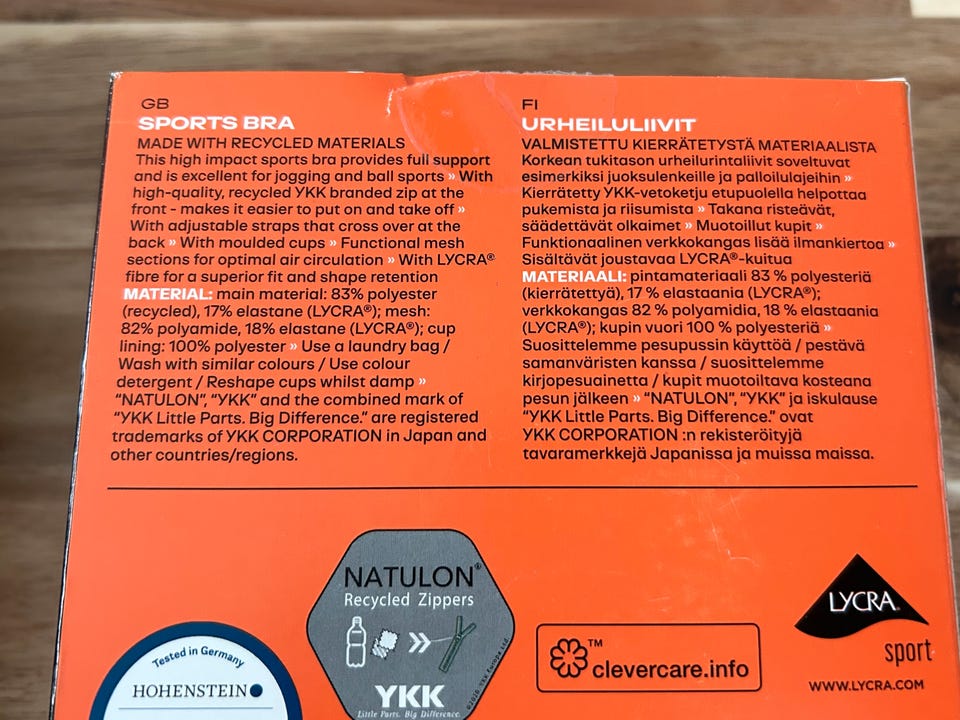 GB
SPORTS BRA
MADE WITH RECYCLED MATERIALS
This high impact sports bra provides full support
and is excellent for jogging and ball sports » With
high-quality, recycled YKK branded zip at the
front - makes it easier to put on and take off »
With adjustable straps that cross over at the
back » With moulded cups » Functional mesh
sections for optimal air circulation » With LYCRA®
fibre for a superior fit and shape retention
MATERIAL: main material: 83% polyester
(recycled), 17% elastane (LYCRA®); mesh:
82% polyamide, 18% elastane (LYCRA®); cup
lining: 100% polyester » Use a laundry bag /
Wash with similar colours / Use colour
detergent / Reshape cups whilst damp »
“NATULON”, “YKK” and the combined mark of
“YKK Little Parts. Big Difference.” are registered
trademarks of YKK CORPORATION in Japan and
other countries/regions.
FI
URHEILULIIVIT
VALMISTETTU KIERRÄTETYSTÄ MATERIAALISTA
Korkean tukitason urheilurintaliivit soveltuvat
esimerkiksi juoksulenkeille ja palloilulajeihin »
Kierrätetty YKK-vetoketju etupuolella helpottaa
pukemista ja riisumista » Takana risteävät,
säädettävät olkaimet » Muotoillut kupit »
Funktionaalinen verkkokangas lisää ilmankiertoa »
Sisältävät joustavaa LYCRA®-kuitua
MATERIAALI: pintamateriaali 83 % polyesteriä
(kierrätettyä), 17 % elastaania (LYCRA®);
verkkokangas 82 % polyamidia, 18 % elastaania
(LYCRA®); kupin vuori 100 % polyesteriä »
Suosittelemme pesupussin käyttöä / pestävä
samanväristen kanssa / suosittelemme
kirjopesuainetta / kupit muotoiltava kosteana
pesun jälkeen » “NATULON”, “YKK” ja iskulause
“YKK Little Parts. Big Difference.” ovat
YKK CORPORATION :n rekisteröityjä
tavaramerkkejä Japanissa ja muissa maissa.
Tested in Germany
HOHENSTEIN
NATULON®
Recycled Zippers
YKK
Little Parts. Big Difference.
™
clevercare.info
LYCRA®
sport
WWW.LYCRA.COM